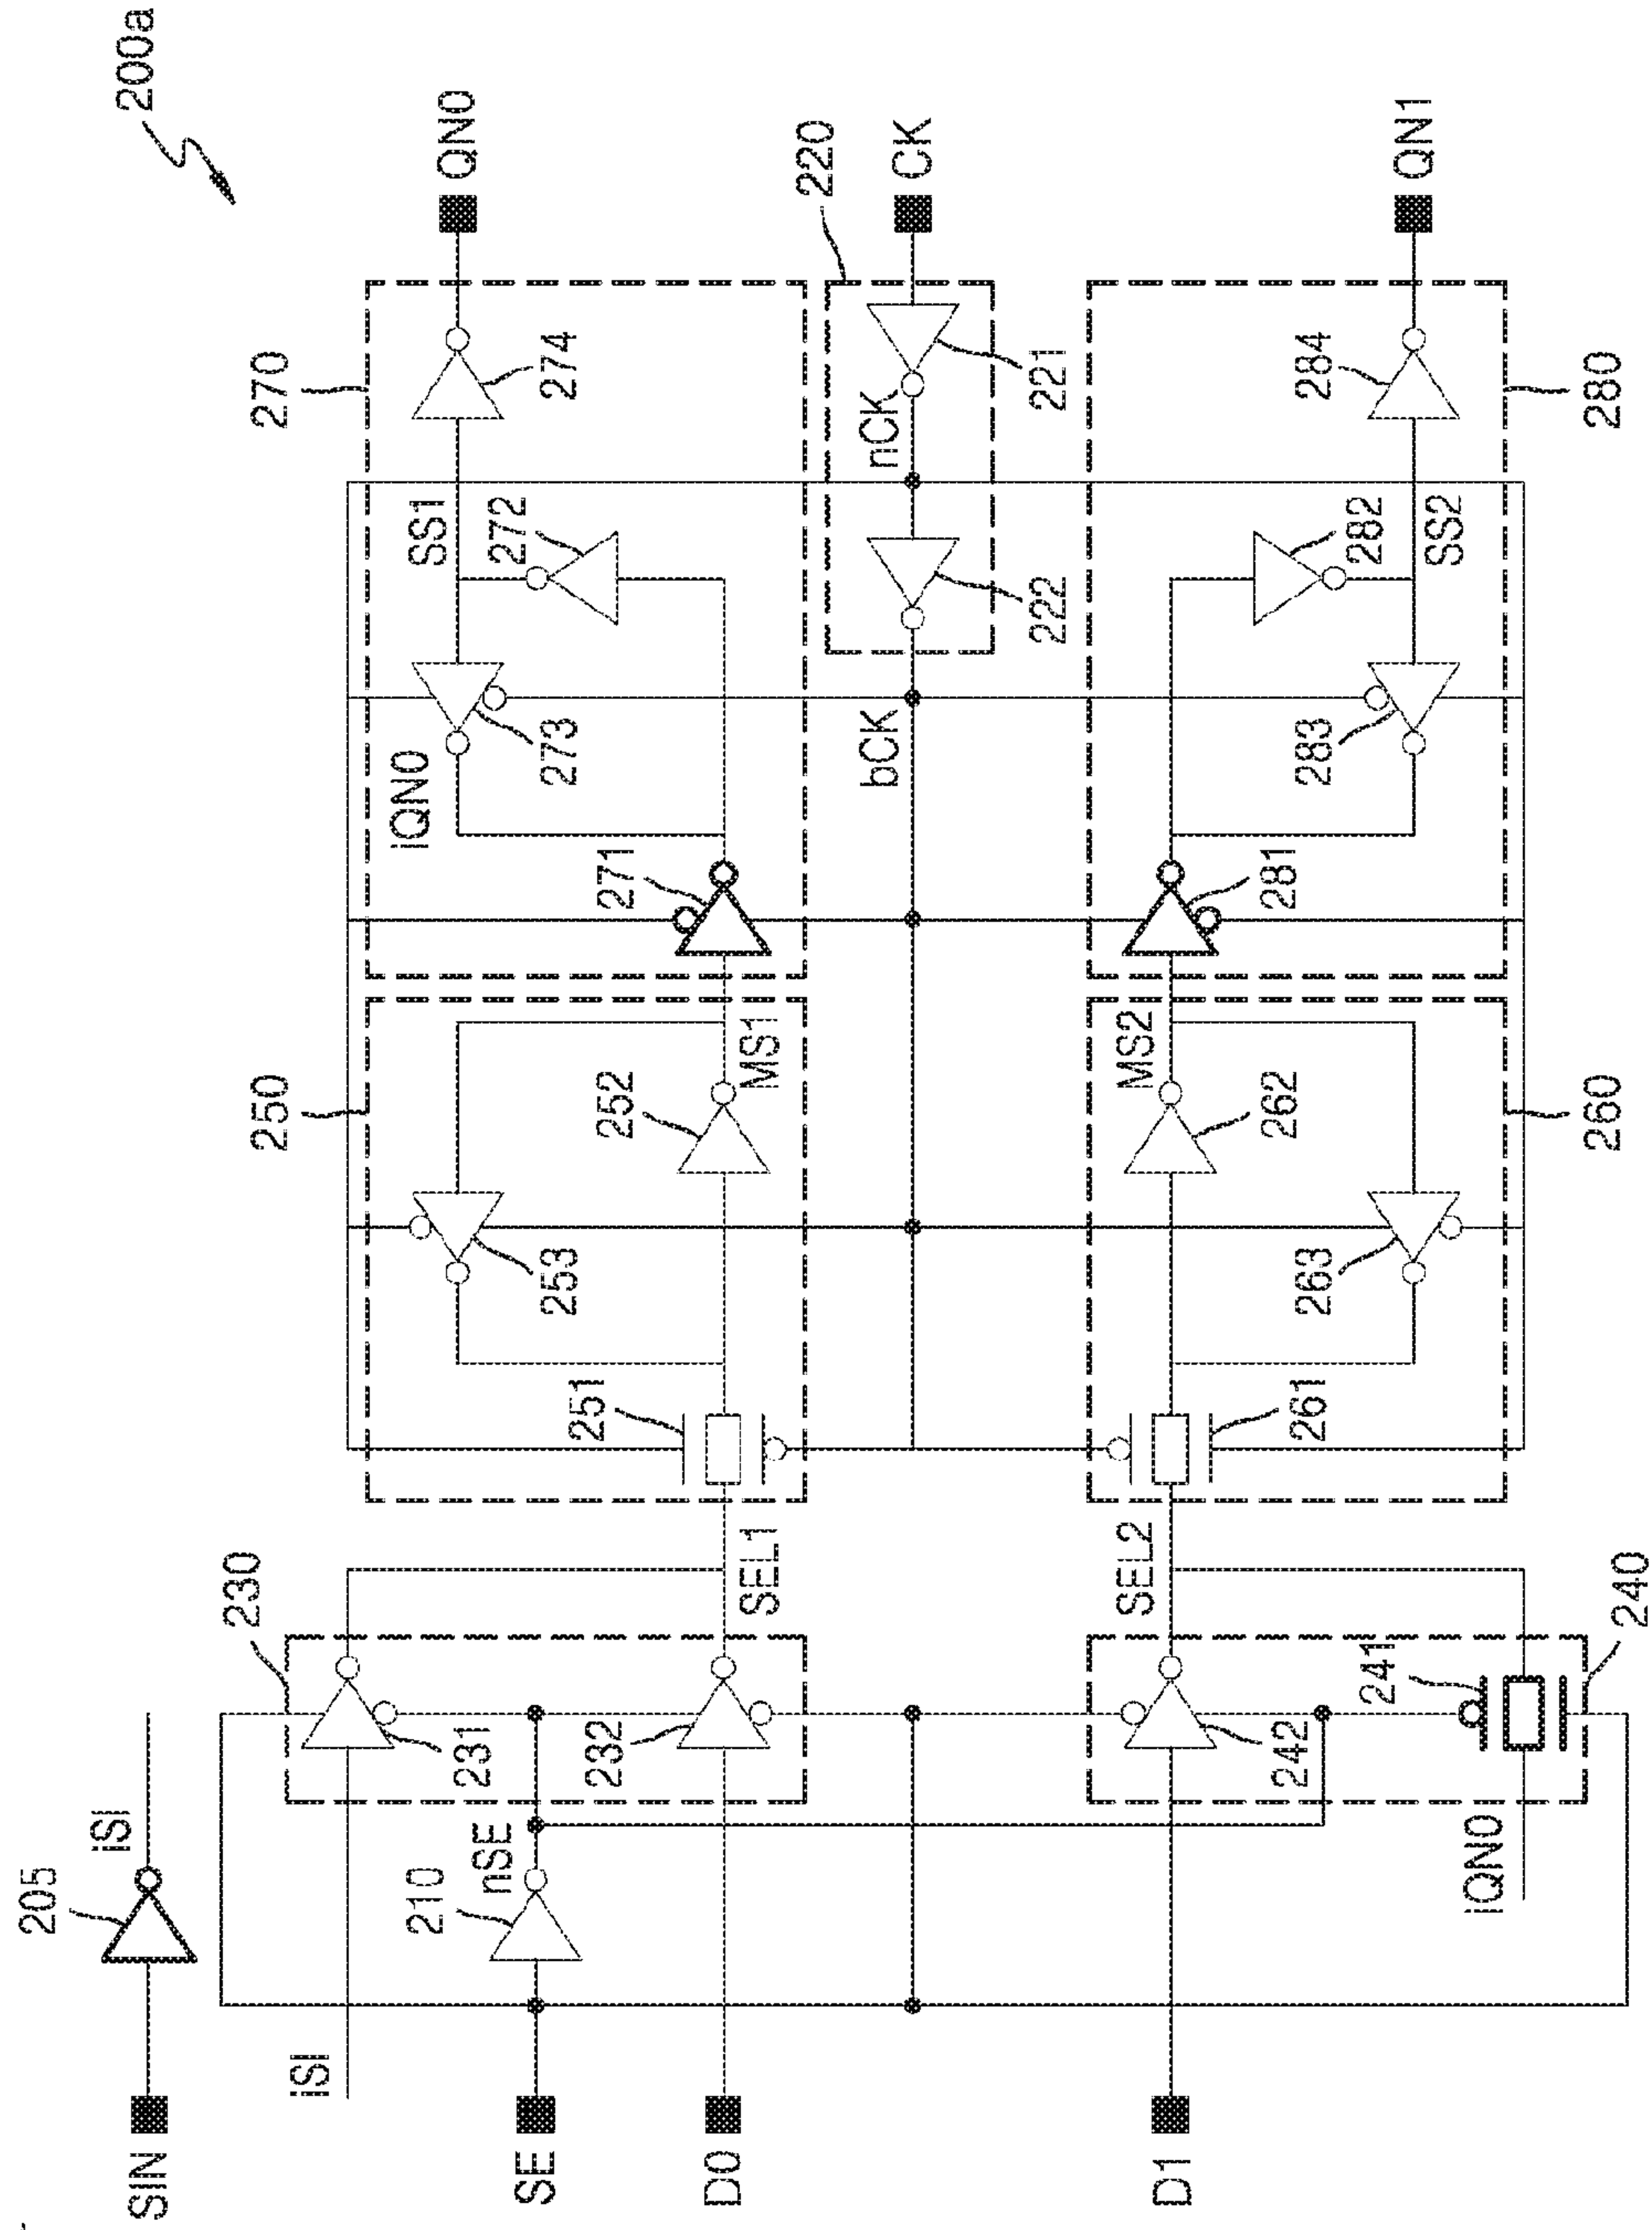 200a
QN0
CK
QN1
270
220
280
274
nCK
221
284
SS1
272
222
282
SS2
iQN0
273
bCK
283
271
281
250
MS1
MS2
260
252
262
253
263
251
261
230
SEL1
SEL2
240
231
232
242
241
205
iSI
210
nSE
iQN0
iSI
SIN
SE
D0
D1